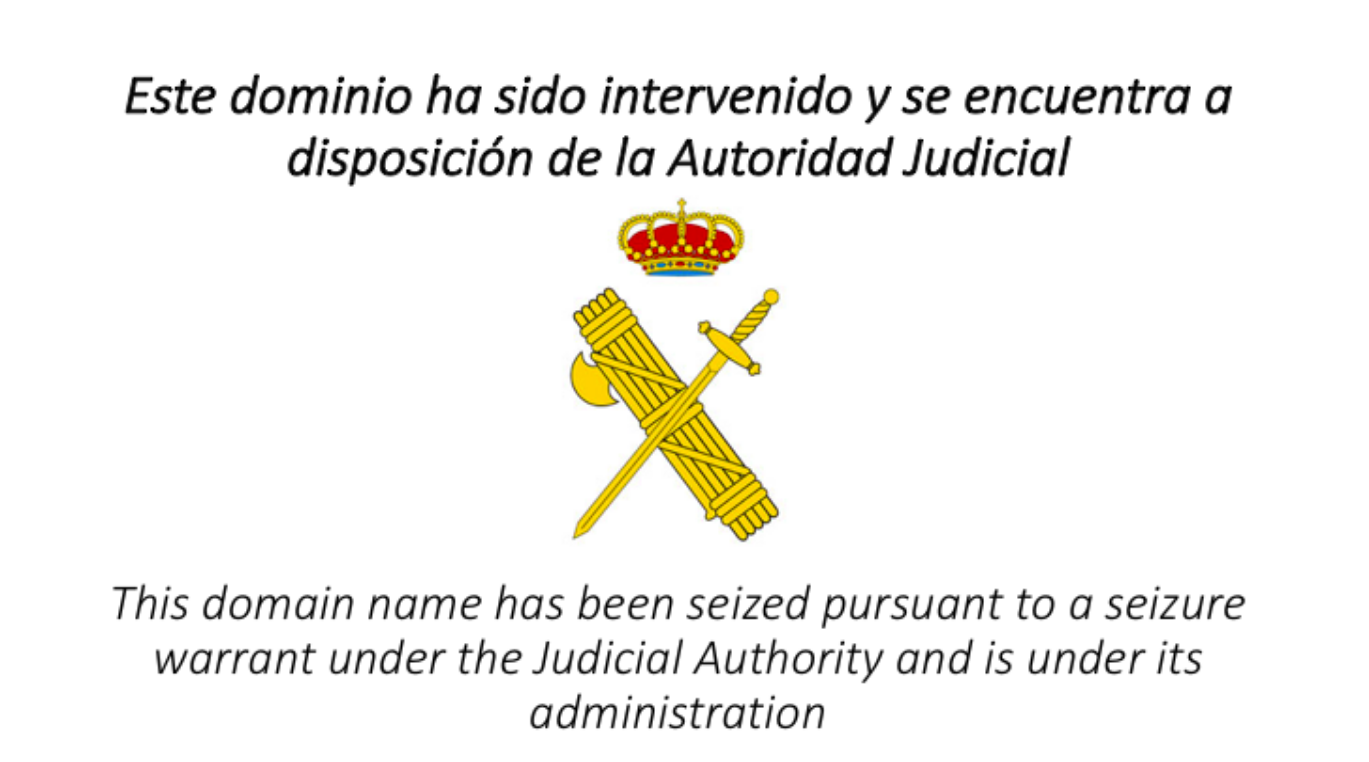 Este dominio ha sido intervenido y se encuentra a
disposición de la Autoridad Judicial
This domain name has been seized pursuant to a seizure
warrant under the Judicial Authority and is under its
administration